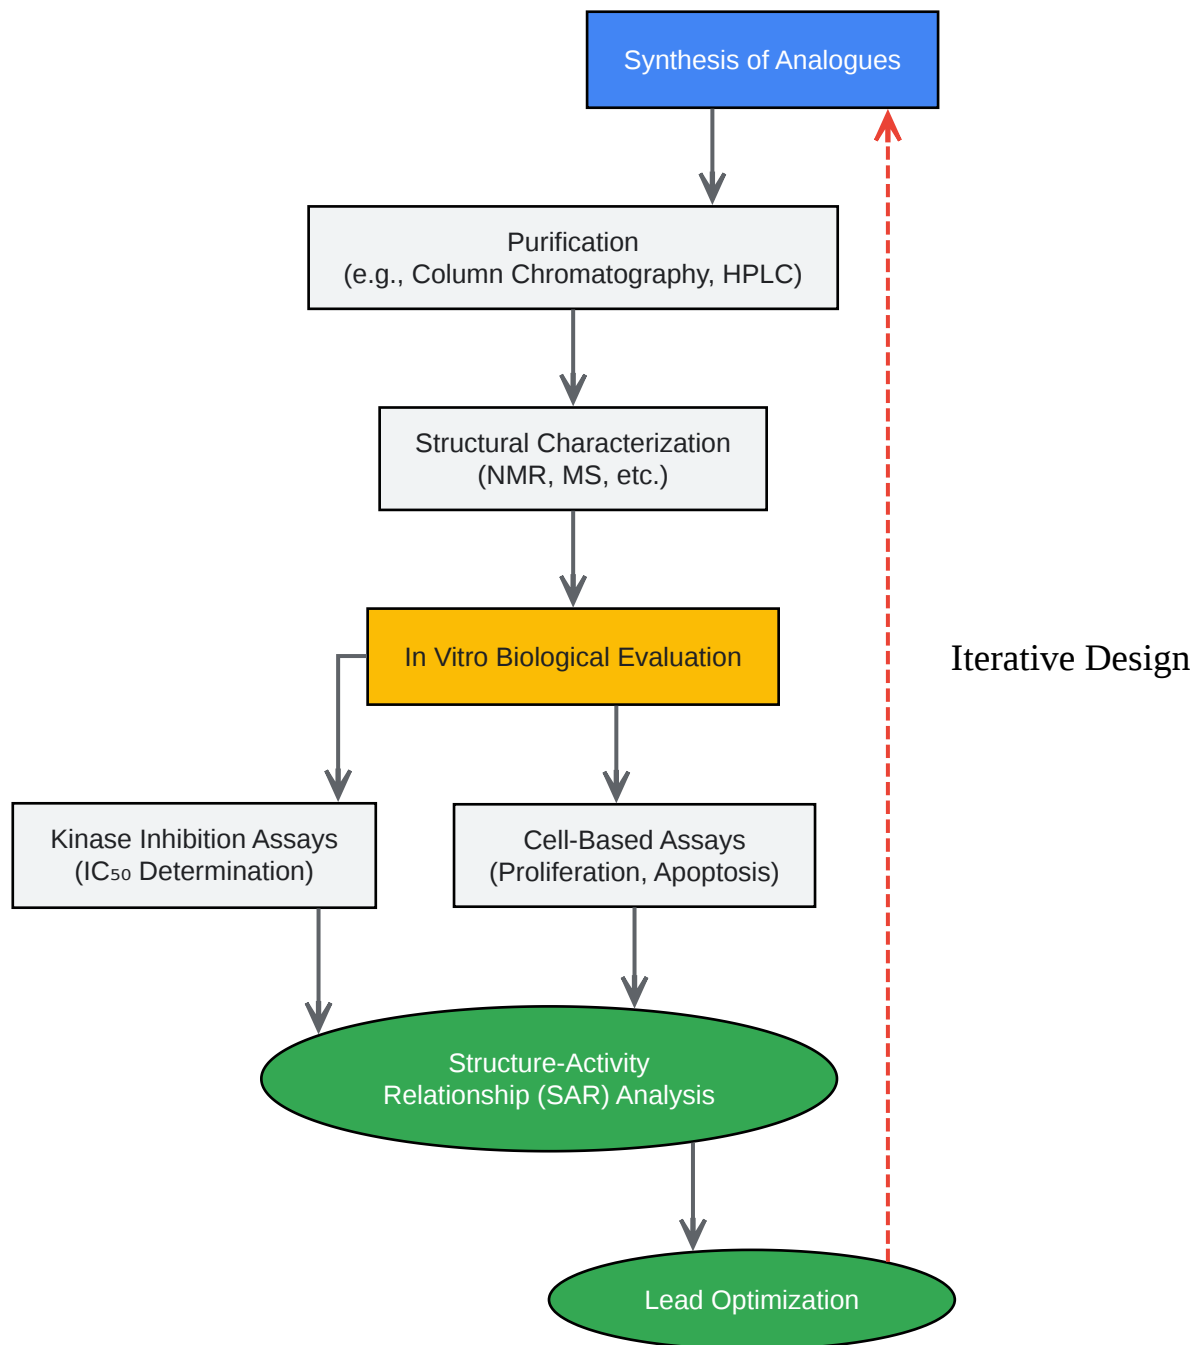 Synthesis of Analogues
Purification
(e.g., Column Chromatography, HPLC)
Structural Characterization
(NMR, MS, etc.)
In Vitro Biological Evaluation
Iterative Design
Kinase Inhibition Assays
(IC₅₀ Determination)
Cell-Based Assays
(Proliferation, Apoptosis)
Structure-Activity
Relationship (SAR) Analysis
Lead Optimization